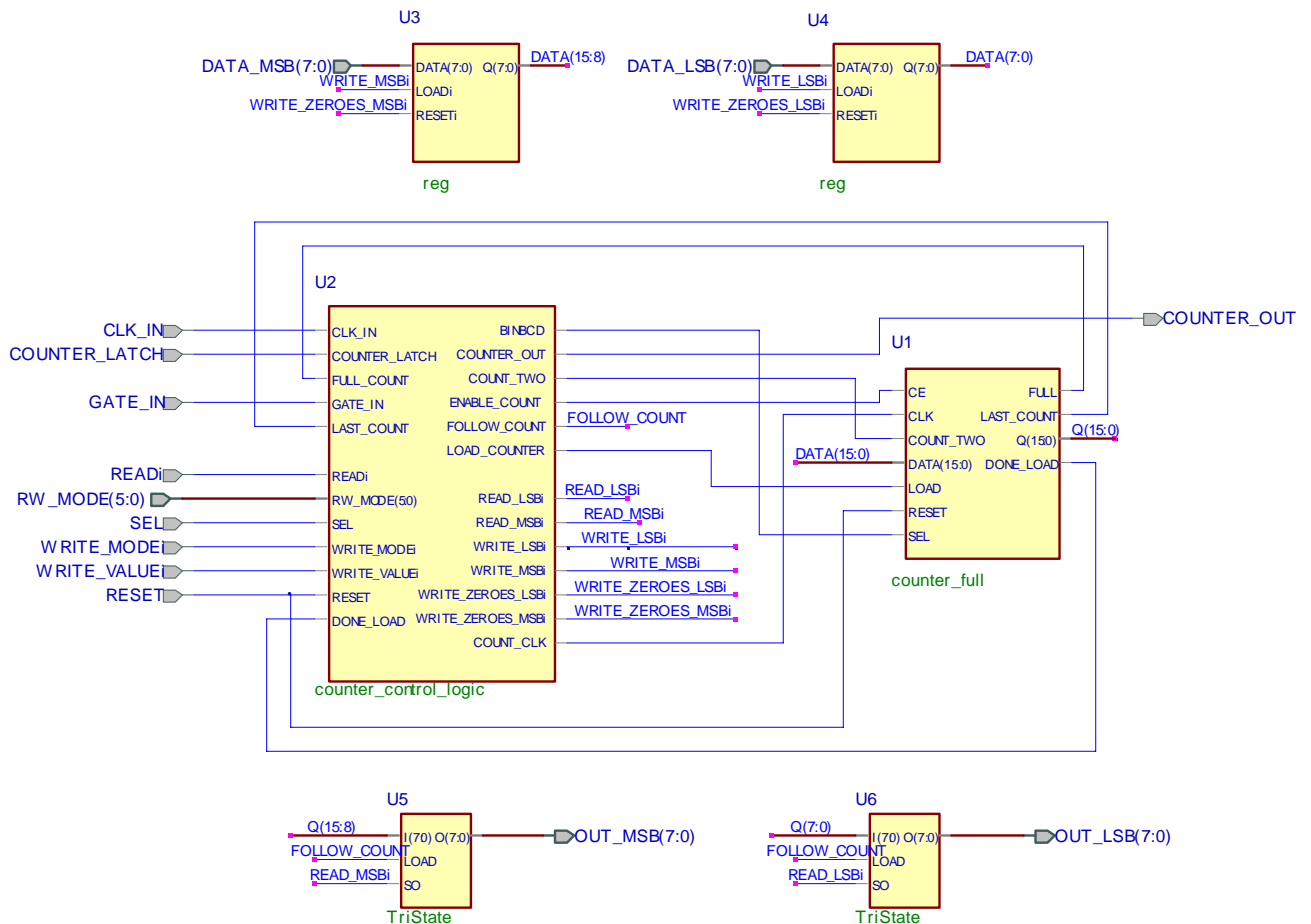 U3
DATA_MSB(7:0)
WRITE_MSBi
WRITE_ZEROES_MSBi
DATA(7:0) Q(7:0)
LOADi
RESETi
DATA(15:8)
reg
U4
DATA_LSB(7:0)
WRITE_LSBi
WRITE_ZEROES_LSBi
DATA(7:0) Q(7:0)
LOADi
RESETi
DATA(7:0)
reg
U2
CLK_IN
COUNTER_LATCH
GATE_IN
READi
RW_MODE(5:0)
SEL
WRITE_MODEi
WRITE_VALUEi
RESET
CLK_IN
COUNTER_LATCH
FULL_COUNT
GATE_IN
LAST_COUNT
READi
RW_MODE(5:0)
SEL
WRITE_MODEi
WRITE_VALUEi
RESET
DONE_LOAD
BINBCD
COUNTER_OUT
COUNT_TWO
ENABLE_COUNT
FOLLOW_COUNT
LOAD_COUNTER
READ_LSBi
READ_MSBi
WRITE_LSBi
WRITE_MSBi
WRITE_ZEROES_LSBi
WRITE_ZEROES_MSBi
COUNT_CLK
counter_control_logic
FOLLOW_COUNT
READ_LSBi
READ_MSBi
WRITE_LSBi
WRITE_MSBi
WRITE_ZEROES_LSBi
WRITE_ZEROES_MSBi
COUNTER_OUT
U1
DATA(15:0)
CE
CLK
COUNT_TWO
DATA(15:0)
LOAD
RESET
SEL
FULL
LAST_COUNT
Q(15:0)
DONE_LOAD
Q(15:0)
counter_full
U5
Q(15:8)
FOLLOW_COUNT
READ_MSBi
I(7:0) O(7:0)
LOAD
SO
OUT_MSB(7:0)
TriState
U6
Q(7:0)
FOLLOW_COUNT
READ_LSBi
I(7:0) O(7:0)
LOAD
SO
OUT_LSB(7:0)
TriState